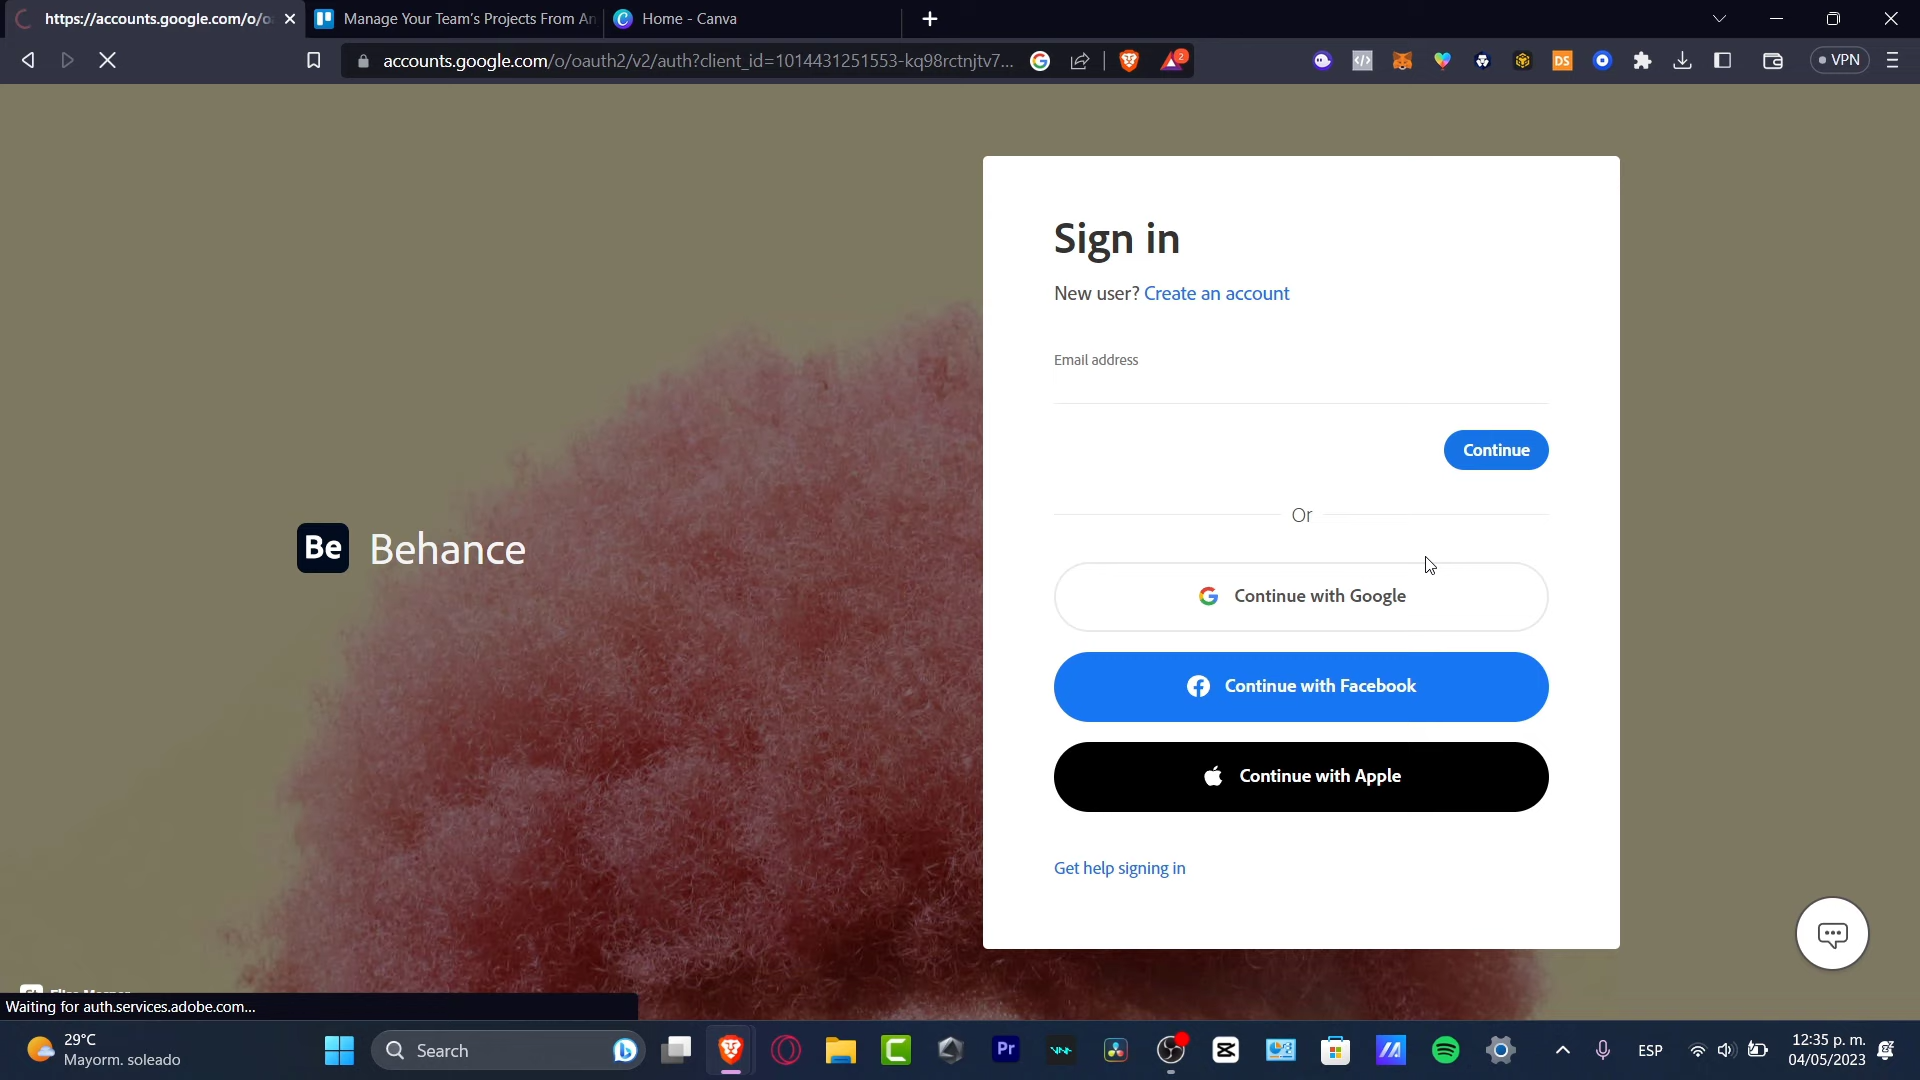 https://accounts.google.com/o/o
Manage Your Team's Projects From An
Home - Canva
accounts.google.com/o/oauth2/v2/auth?client_id=1014431251553-kq98rctnjtv7...
2
DS
VPN
Sign in
New user? Create an account
Email address
Continue
Or
Continue with Google
Continue with Facebook
Continue with Apple
Get help signing in
Be Behance
Waiting for auth.services.adobe.com...
29°C
Mayorm. soleado
Search
Pr
ESP
12:35 p. m.
04/05/2023